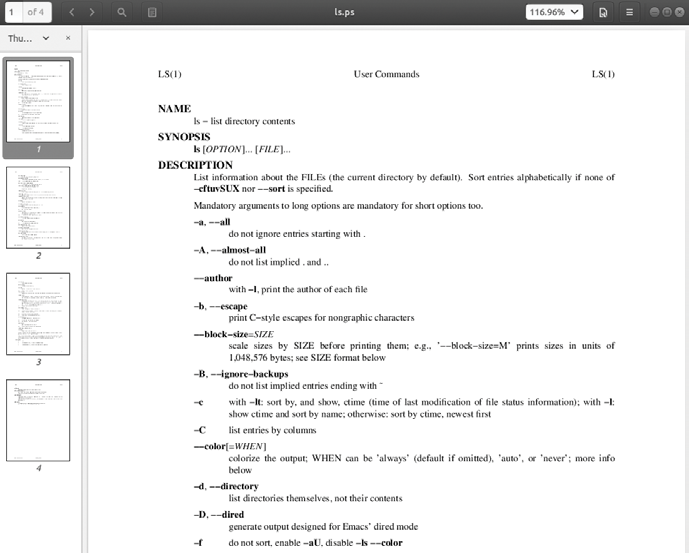 1 of 4
ls.ps
116.96%
Thu...
1
2
3
4
LS(1) User Commands LS(1)
NAME
ls − list directory contents
SYNOPSIS
ls [OPTION]... [FILE]...
DESCRIPTION
List information about the FILEs (the current directory by default). Sort entries alphabetically if none of
−cftuvSUX nor −−sort is specified.
Mandatory arguments to long options are mandatory for short options too.
−a, −−all
do not ignore entries starting with .
−A, −−almost−all
do not list implied . and ..
−−author
with −l, print the author of each file
−b, −−escape
print C−style escapes for nongraphic characters
−−block−size=SIZE
scale sizes by SIZE before printing them; e.g., '−−block−size=M' prints sizes in units of
1,048,576 bytes; see SIZE format below
−B, −−ignore−backups
do not list implied entries ending with ~
−c with −lt: sort by, and show, ctime (time of last modification of file status information); with −l:
show ctime and sort by name; otherwise: sort by ctime, newest first
−C list entries by columns
−−color[=WHEN]
colorize the output; WHEN can be 'always' (default if omitted), 'auto', or 'never'; more info
below
−d, −−directory
list directories themselves, not their contents
−D, −−dired
generate output designed for Emacs' dired mode
−f do not sort, enable −aU, disable −ls −−color